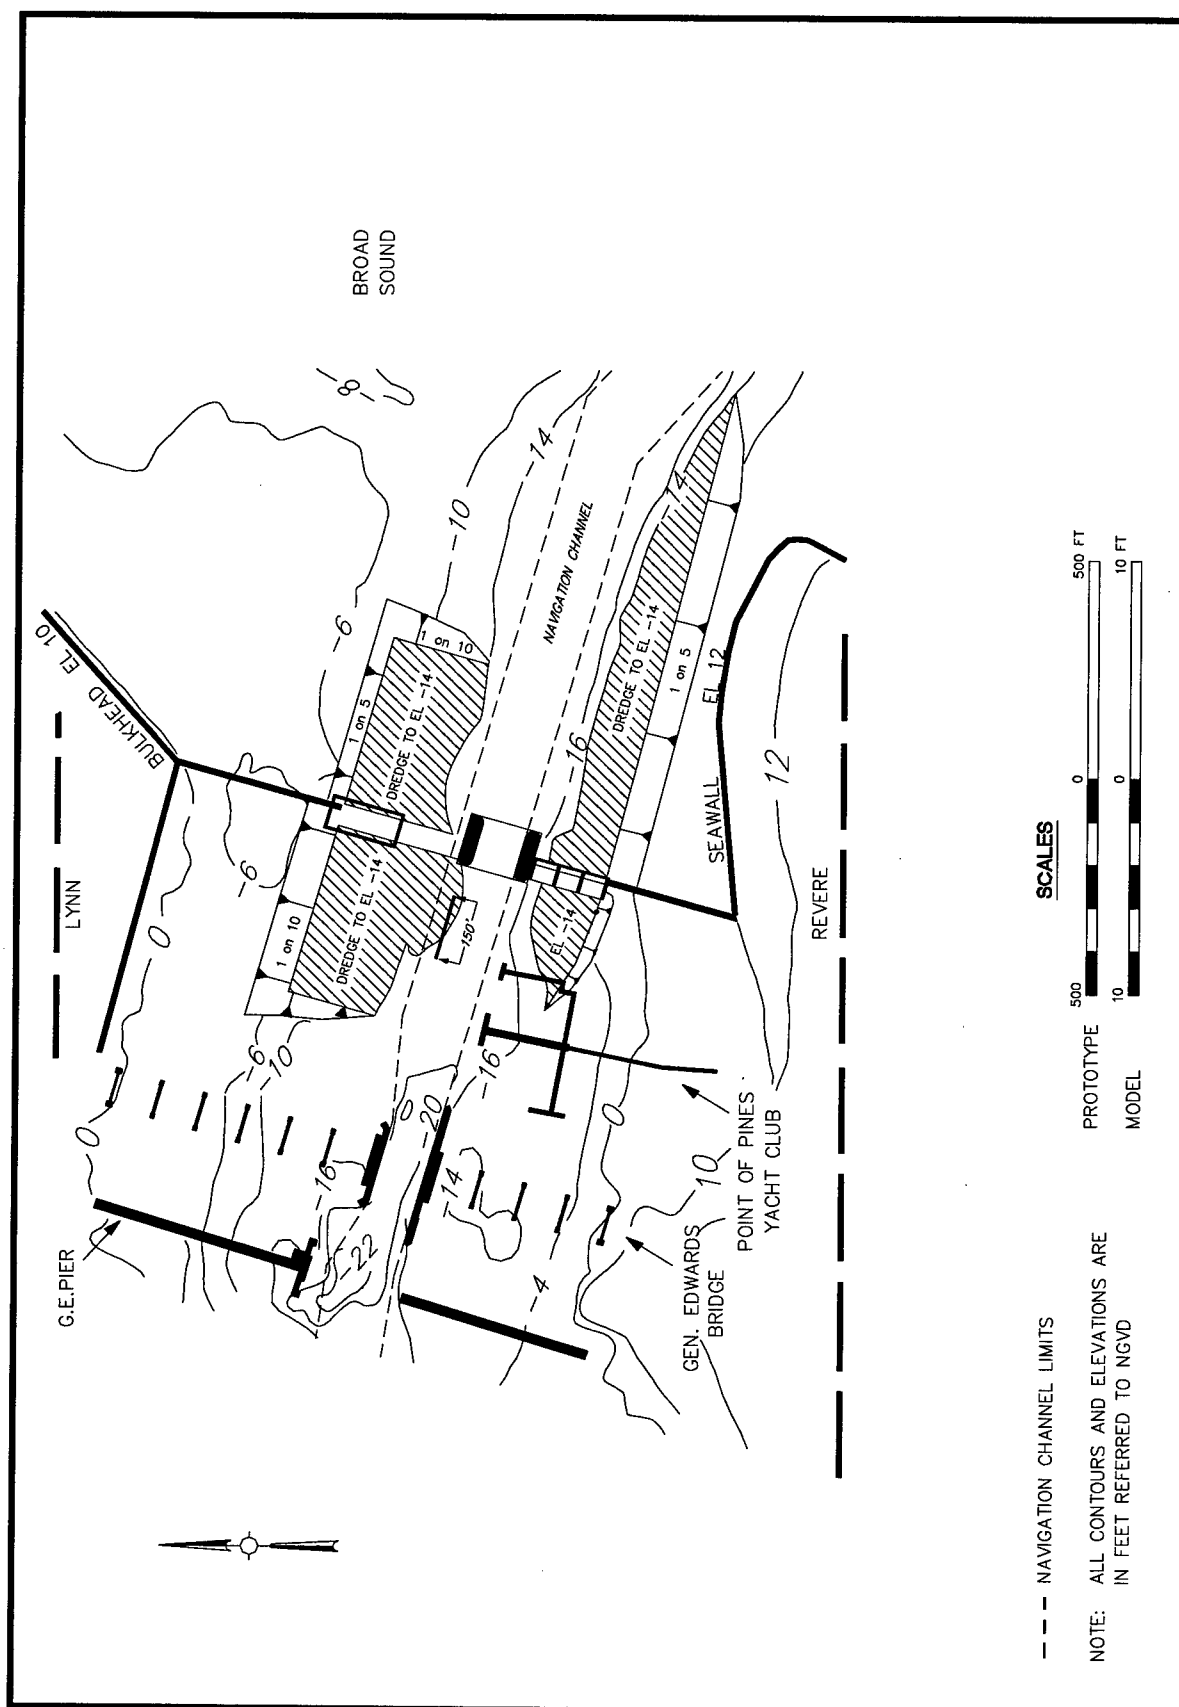 G.E.PIER
LYNN
BULKHEAD EL 10
BROAD
SOUND
0
0
-6
-6
-6
-8
-10
-10
-14
1 on 10
1 on 5
1 on 10
DREDGE TO EL -14
DREDGE TO EL -14
150'
NAVIGATION CHANNEL
-16
-22
-20
0
-14
-16
-16
-14
EL -14
DREDGE TO EL -14
1 on 5
-4
0
-10
SEAWALL EL 12
12
GEN. EDWARDS
BRIDGE
POINT OF PINES
YACHT CLUB
REVERE
SCALES
PROTOTYPE 500 0 500 FT
MODEL 10 0 10 FT
NAVIGATION CHANNEL LIMITS
NOTE: ALL CONTOURS AND ELEVATIONS ARE
IN FEET REFERRED TO NGVD